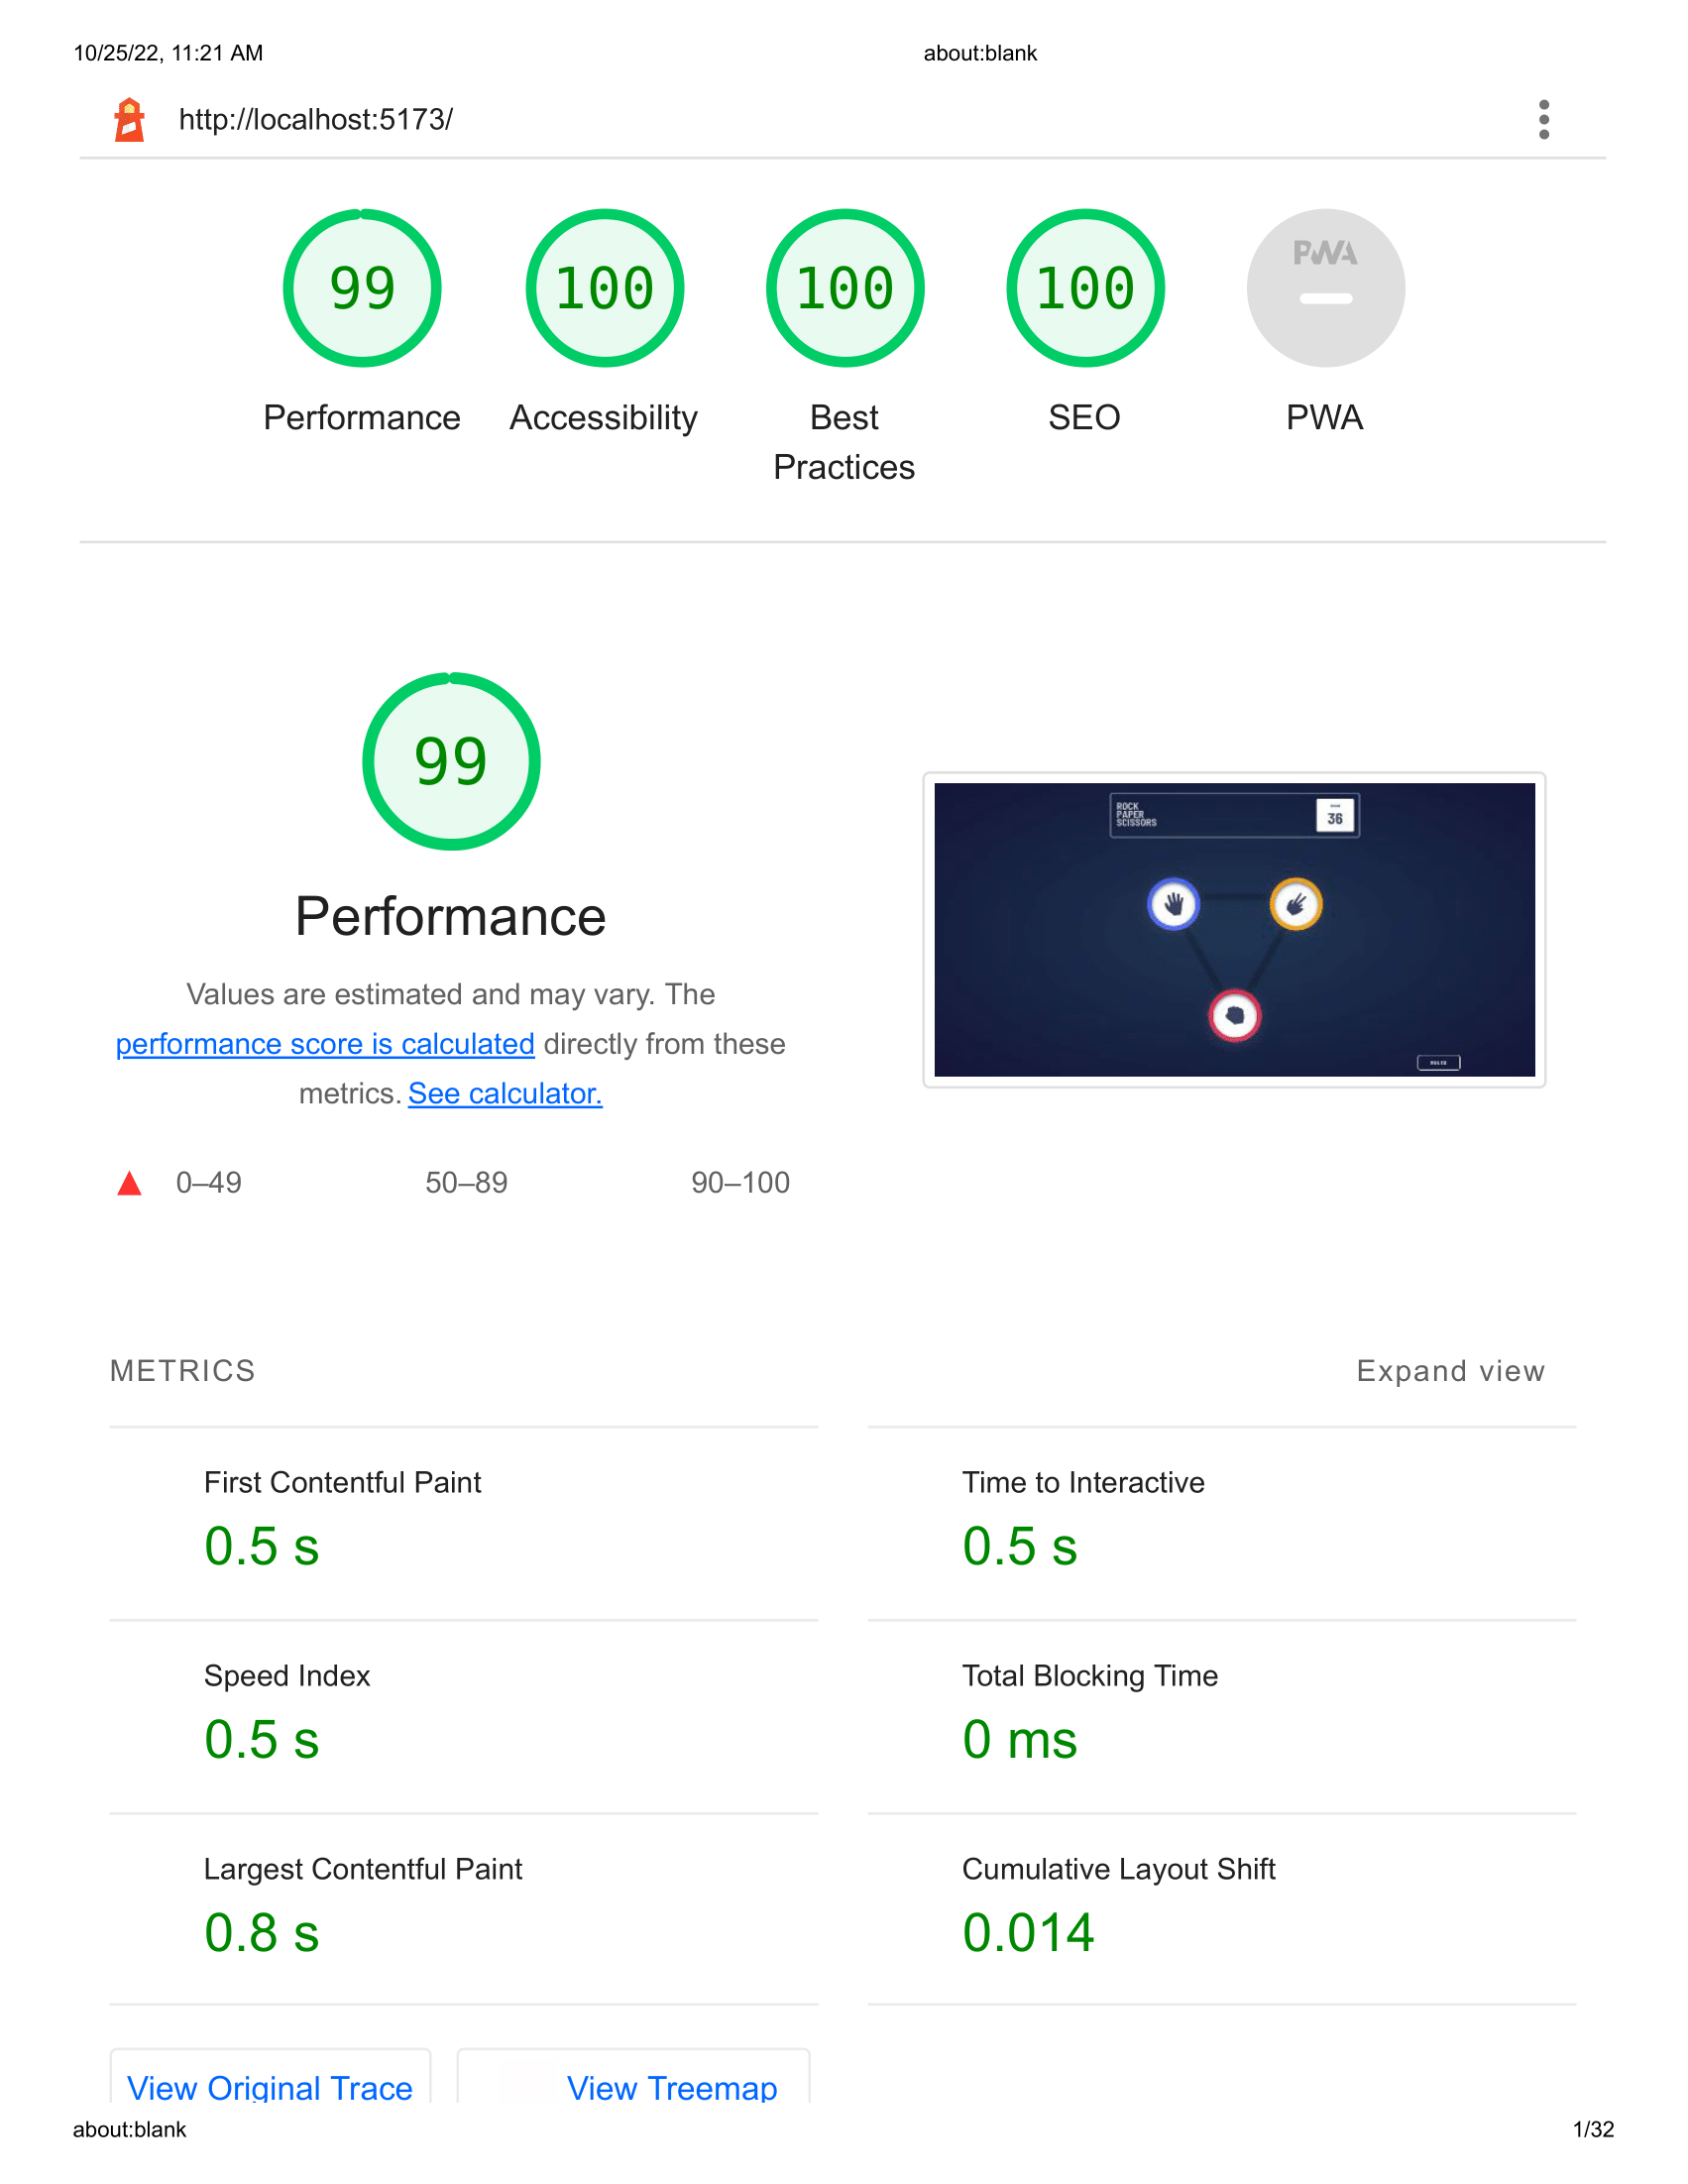 10/25/22, 11:21 AM
about:blank
http://localhost:5173/
99
100
100
100
PWA
Performance
Accessibility
Best
Practices
SEO
PWA
99
Performance
Values are estimated and may vary. The
performance score is calculated directly from these
metrics. See calculator.
0–49
50–89
90–100
ROCK
PAPER
SCISSORS
36
METRICS
Expand view
First Contentful Paint
0.5 s
Time to Interactive
0.5 s
Speed Index
0.5 s
Total Blocking Time
0 ms
Largest Contentful Paint
0.8 s
Cumulative Layout Shift
0.014
View Original Trace
View Treemap
about:blank
1/32